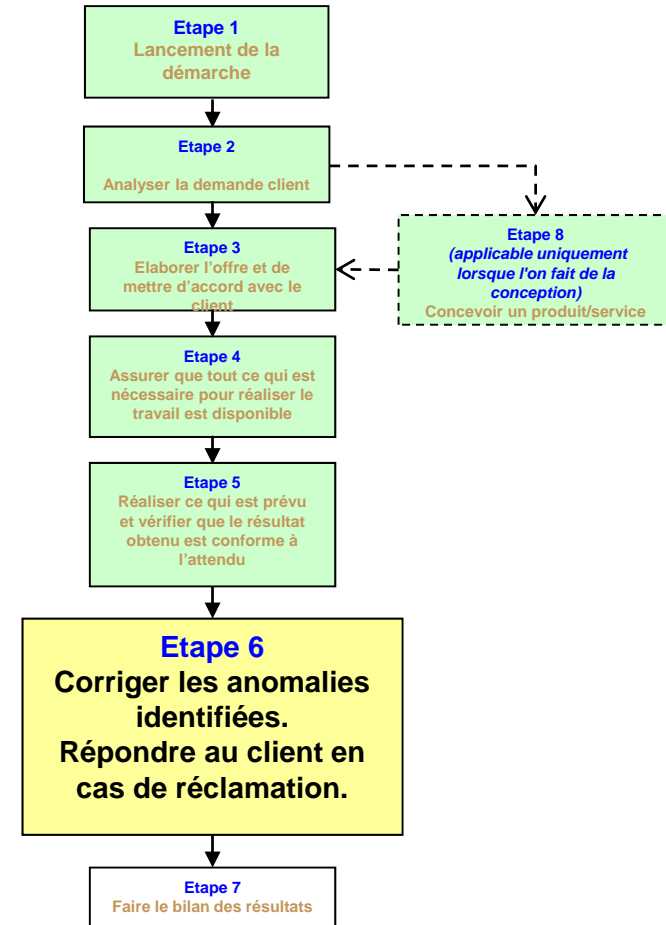 Etape 1
Lancement de la
démarche
Etape 2
Analyser la demande client
Etape 3
Elaborer l'offre et de
mettre d'accord avec le
client
Etape 8
(applicable uniquement
lorsque l'on fait de la
conception)
Concevoir un produit/service
Etape 4
Assurer que tout ce qui est
nécessaire pour réaliser le
travail est disponible
Etape 5
Réaliser ce qui est prévu
et vérifier que le résultat
obtenu est conforme à
l'attendu
Etape 6
Corriger les anomalies
identifiées.
Répondre au client en
cas de réclamation.
Etape 7
Faire le bilan des résultats